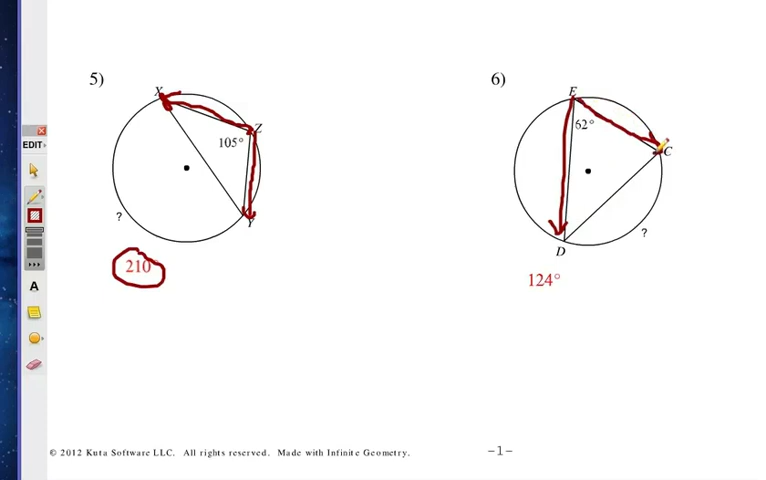 5)
X
Z
105°
?
Y
210°
6)
E
62°
C
?
D
124°
EDIT
A
© 2012 Kuta Software LLC. All rights reserved. Made with Infinite Geometry.
-1-